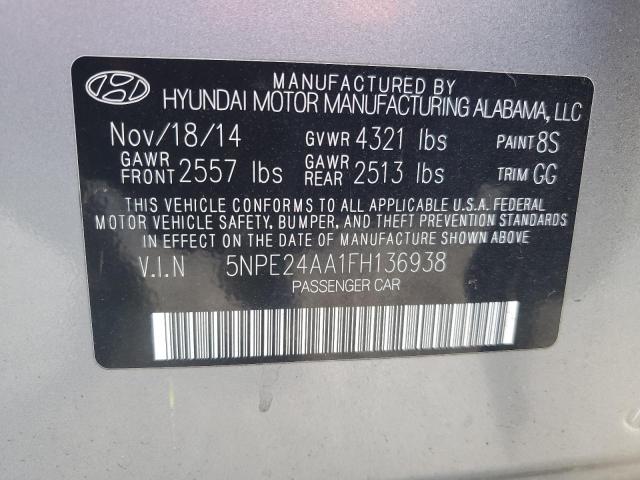 MANUFACTURED BY
HYUNDAI MOTOR MANUFACTURING ALABAMA, LLC
Nov/18/14 GVWR 4321 lbs PAINT 8S
GAWR FRONT 2557 lbs GAWR REAR 2513 lbs TRIM GG
THIS VEHICLE CONFORMS TO ALL APPLICABLE U.S.A. FEDERAL
MOTOR VEHICLE SAFETY, BUMPER, AND THEFT PREVENTION STANDARDS
IN EFFECT ON THE DATE OF MANUFACTURE SHOWN ABOVE.
V.I.N 5NPE24AA1FH136938
PASSENGER CAR